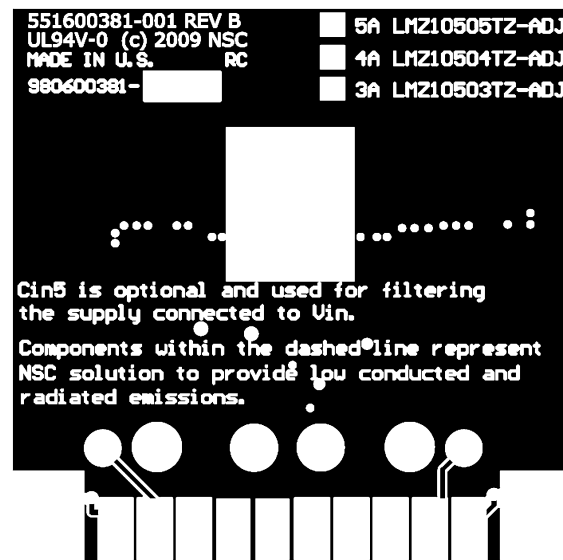 551600381-001 REV B
UL94V-0 (c) 2009 NSC
MADE IN U.S. RC
980600381-
5A LMZ10505TZ-ADJ
4A LMZ10504TZ-ADJ
3A LMZ10503TZ-ADJ
Cin5 is optional and used for filtering
the supply connected to Vin.
Components within the dashed line represent
NSC solution to provide low conducted and
radiated emissions.